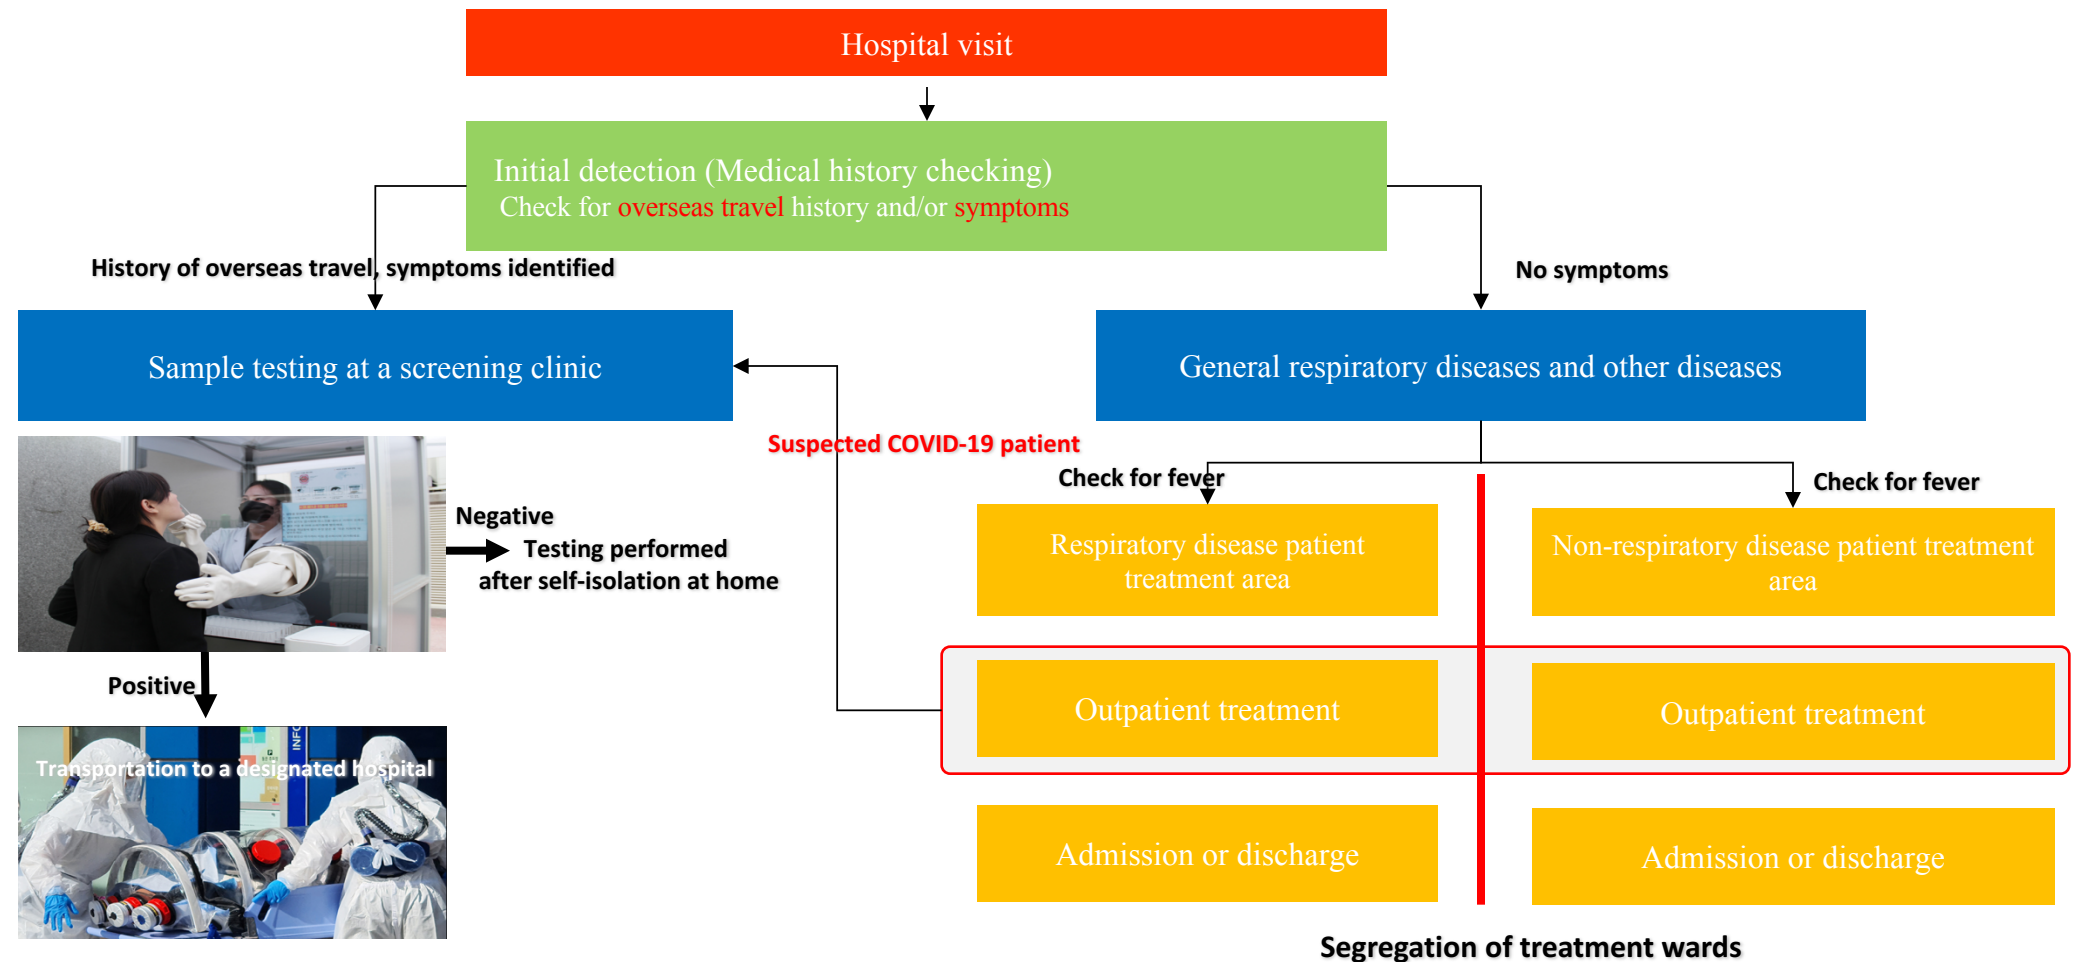 Hospital visit
Initial detection (Medical history checking)
Check for overseas travel history and/or symptoms
History of overseas travel, symptoms identified
No symptoms
Sample testing at a screening clinic
General respiratory diseases and other diseases
Suspected COVID-19 patient
Check for fever
Check for fever
Negative
Testing performed
after self-isolation at home
Respiratory disease patient
treatment area
Non-respiratory disease patient treatment
area
Positive
Outpatient treatment
Outpatient treatment
INFO
Transportation to a designated hospital
Admission or discharge
Admission or discharge
Segregation of treatment wards